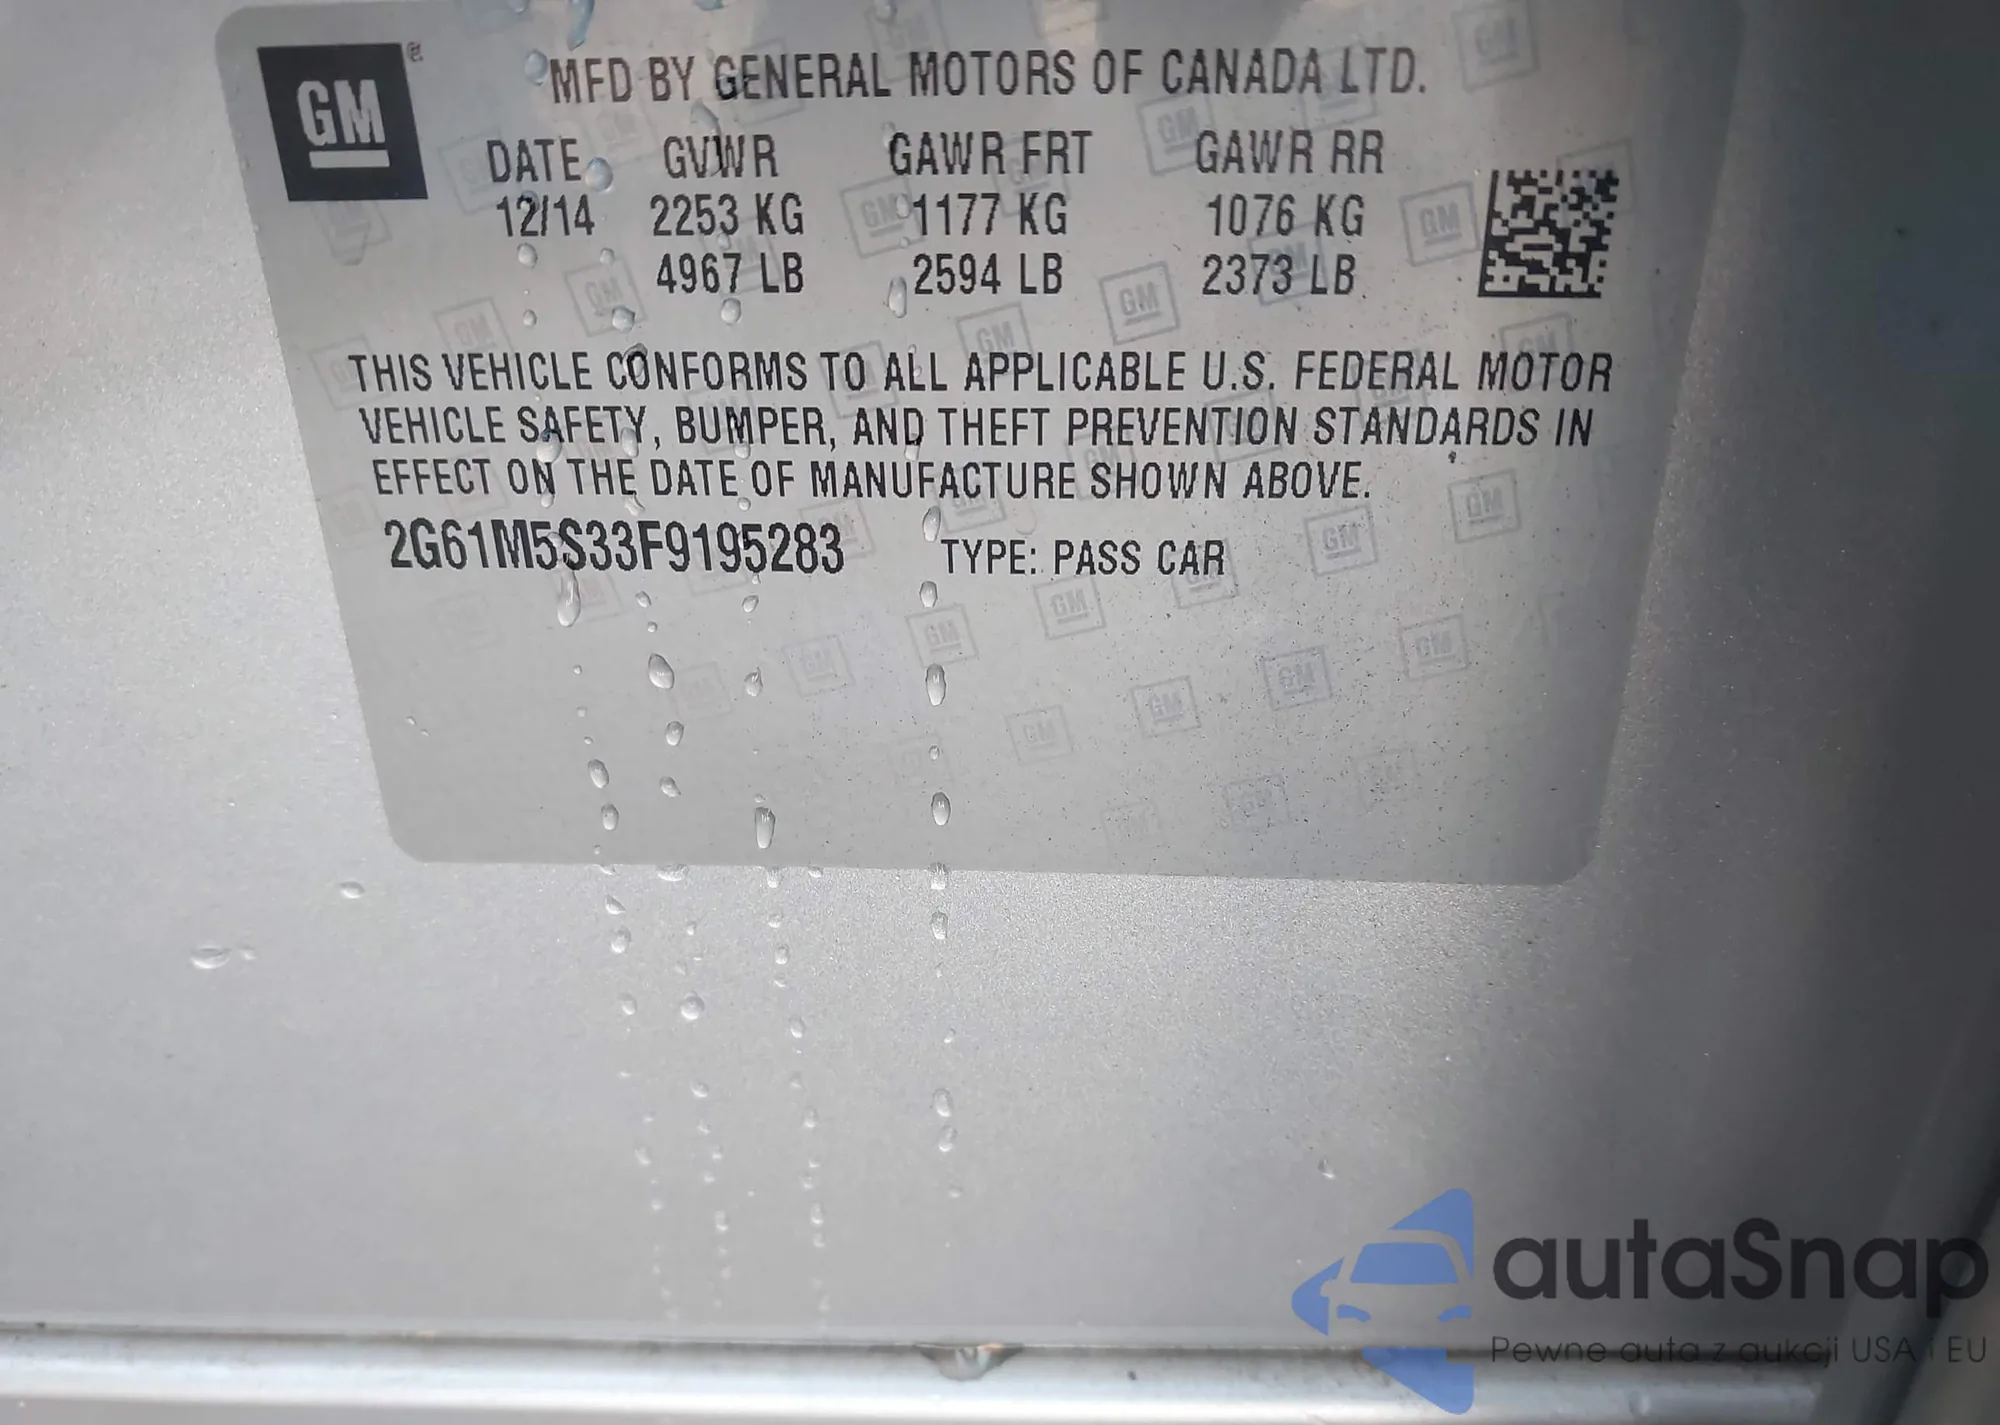 GM
MFD BY GENERAL MOTORS OF CANADA LTD.
DATE GVWR GAWR FRT GAWR RR
12/14 2253 KG 1177 KG 1076 KG
4967 LB 2594 LB 2373 LB
THIS VEHICLE CONFORMS TO ALL APPLICABLE U.S. FEDERAL MOTOR
VEHICLE SAFETY, BUMPER, AND THEFT PREVENTION STANDARDS IN
EFFECT ON THE DATE OF MANUFACTURE SHOWN ABOVE.
2G61M5S33F9195283 TYPE: PASS CAR
autaSnap
Pewne auta z aukcji USA i EU